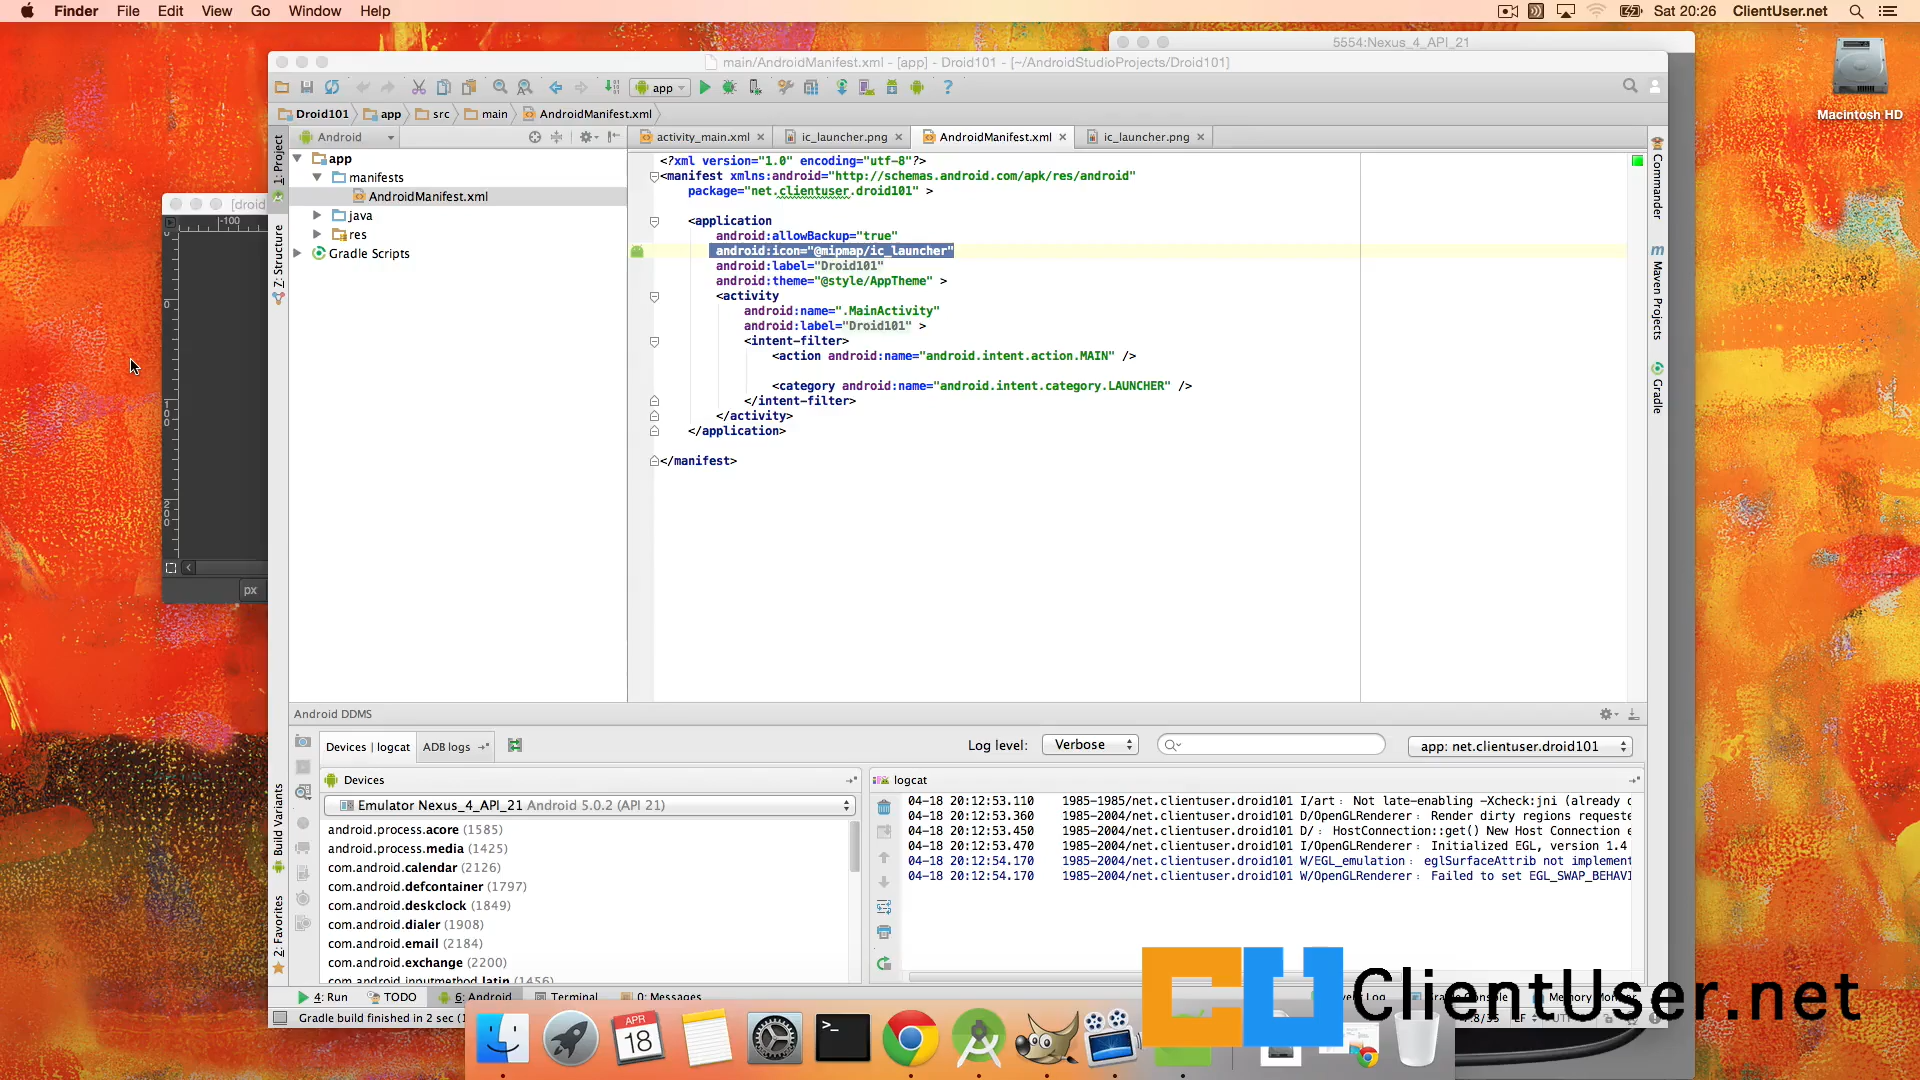 Finder File Edit View Go Window Help
Sat 20:26 ClientUser.net
5554:Nexus_4_API_21
Macintosh HD
main/AndroidManifest.xml - [app] - Droid101 - [~/AndroidStudioProjects/Droid101]
app
Droid101 app src main AndroidManifest.xml
Android
activity_main.xml ic_launcher.png AndroidManifest.xml ic_launcher.png
1: Project
Z: Structure
Build Variants
2: Favorites
Commander
m Maven Projects
Gradle
[droid
-100
0
100
200
px
app
manifests
AndroidManifest.xml
java
res
Gradle Scripts
<?xml version="1.0" encoding="utf-8"?>
<manifest xmlns:android="http://schemas.android.com/apk/res/android"
package="net.clientuser.droid101" >
<application
android:allowBackup="true"
android:icon="@mipmap/ic_launcher"
android:label="Droid101"
android:theme="@style/AppTheme" >
<activity
android:name=".MainActivity"
android:label="Droid101" >
<intent-filter>
<action android:name="android.intent.action.MAIN" />
<category android:name="android.intent.category.LAUNCHER" />
</intent-filter>
</activity>
</application>
</manifest>
Android DDMS
Devices | logcat ADB logs
Log level: Verbose app: net.clientuser.droid101
Devices
logcat
Emulator Nexus_4_API_21 Android 5.0.2 (API 21)
android.process.acore (1585)
android.process.media (1425)
com.android.calendar (2126)
com.android.defcontainer (1797)
com.android.deskclock (1849)
com.android.dialer (1908)
com.android.email (2184)
com.android.exchange (2200)
com.android.inputmethod.latin (1456)
04-18 20:12:53.110 1985-1985/net.clientuser.droid101 I/art: Not late-enabling -Xcheck:jni (already o
04-18 20:12:53.360 1985-2004/net.clientuser.droid101 D/OpenGLRenderer: Render dirty regions requeste
04-18 20:12:53.450 1985-2004/net.clientuser.droid101 D/: HostConnection::get() New Host Connection e
04-18 20:12:53.470 1985-2004/net.clientuser.droid101 I/OpenGLRenderer: Initialized EGL, version 1.4
04-18 20:12:54.170 1985-2004/net.clientuser.droid101 W/EGL_emulation: eglSurfaceAttrib not implement
04-18 20:12:54.170 1985-2004/net.clientuser.droid101 W/OpenGLRenderer: Failed to set EGL_SWAP_BEHAVI
4: Run TODO 6: Android Terminal 0: Messages
Gradle build finished in 2 sec
APR
18
ClientUser.net